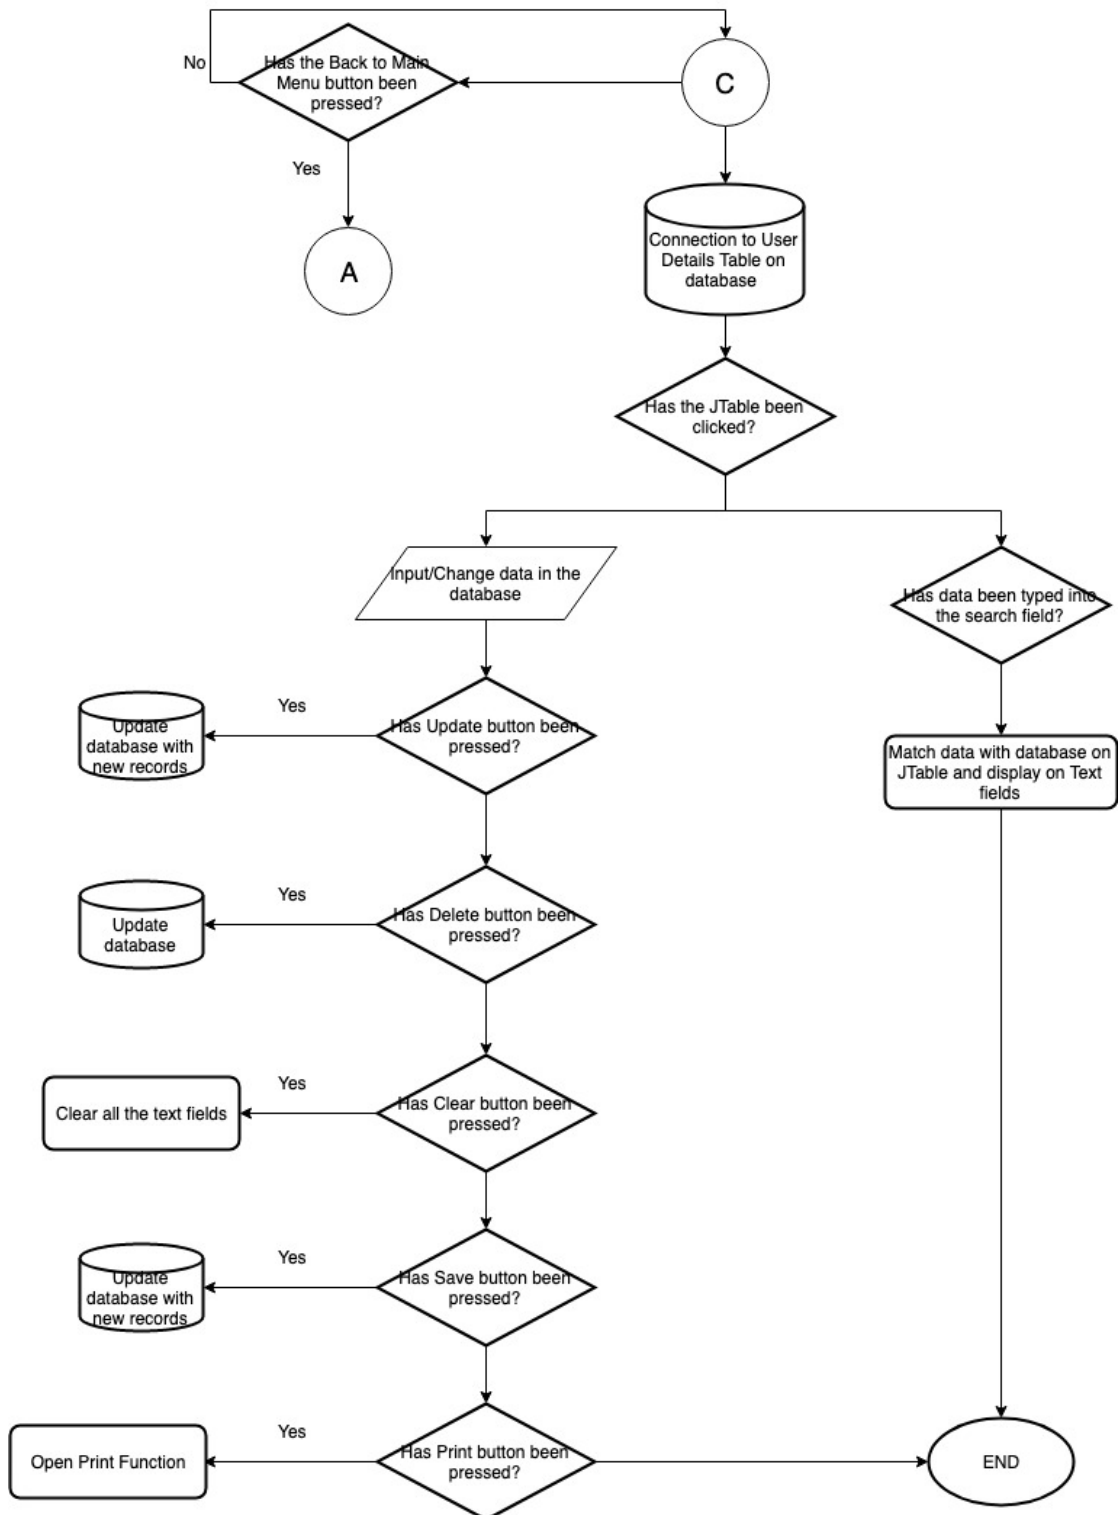 No
Has the Back to Main
Menu button been
pressed?
C
Yes
A
Connection to User
Details Table on
database
Has the JTable been
clicked?
Input/Change data in the
database
Has data been typed into
the search field?
Yes
Update
database with
new records
Has Update button been
pressed?
Match data with database on
JTable and display on Text
fields
Yes
Update
database
Has Delete button been
pressed?
Yes
Clear all the text fields
Has Clear button been
pressed?
Yes
Update
database with
new records
Has Save button been
pressed?
Yes
Open Print Function
Has Print button been
pressed?
END